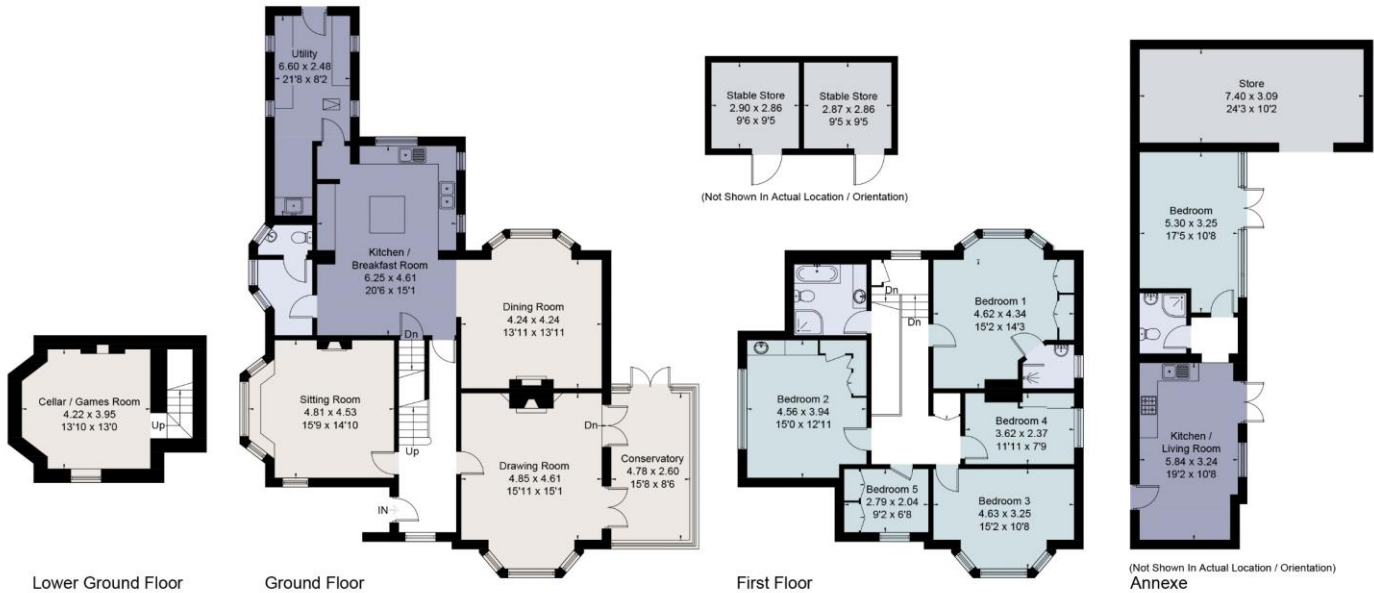 Utility
6.60 x 2.48
21'8 x 8'2
Kitchen /
Breakfast Room
6.25 x 4.61
20'6 x 15'1
Dn
Dining Room
4.24 x 4.24
13'11 x 13'11
Cellar / Games Room
4.22 x 3.95
13'10 x 13'0
Up
Sitting Room
4.81 x 4.53
15'9 x 14'10
Up
Drawing Room
4.85 x 4.61
15'11 x 15'1
Dn
Conservatory
4.78 x 2.60
15'8 x 8'6
IN
Lower Ground Floor
Ground Floor
Stable Store
2.90 x 2.86
9'6 x 9'5
Stable Store
2.87 x 2.86
9'5 x 9'5
(Not Shown In Actual Location / Orientation)
Dn
Dn
Bedroom 1
4.62 x 4.34
15'2 x 14'3
Bedroom 2
4.56 x 3.94
15'0 x 12'11
Bedroom 4
3.62 x 2.37
11'11 x 7'9
Bedroom 5
2.79 x 2.04
9'2 x 6'8
Bedroom 3
4.63 x 3.25
15'2 x 10'8
First Floor
Store
7.40 x 3.09
24'3 x 10'2
Bedroom
5.30 x 3.25
17'5 x 10'8
Kitchen /
Living Room
5.84 x 3.24
19'2 x 10'8
(Not Shown In Actual Location / Orientation)
Annexe